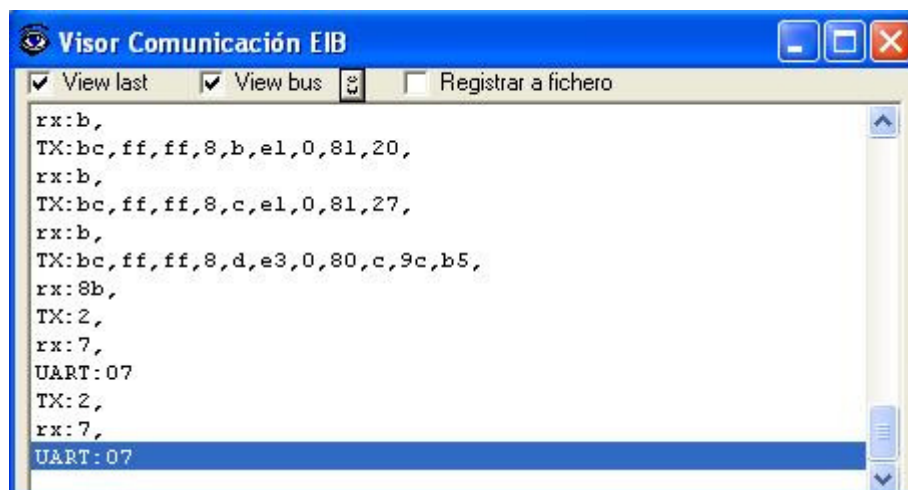 Visor Comunicación EIB
View last View bus Registrar a fichero
rx:b,
TX:bc,ff,ff,8,b,e1,0,81,20,
rx:b,
TX:bc,ff,ff,8,c,e1,0,81,27,
rx:b,
TX:bc,ff,ff,8,d,e3,0,80,c,9c,b5,
rx:8b,
TX:2,
rx:7,
UART:07
TX:2,
rx:7,
UART:07